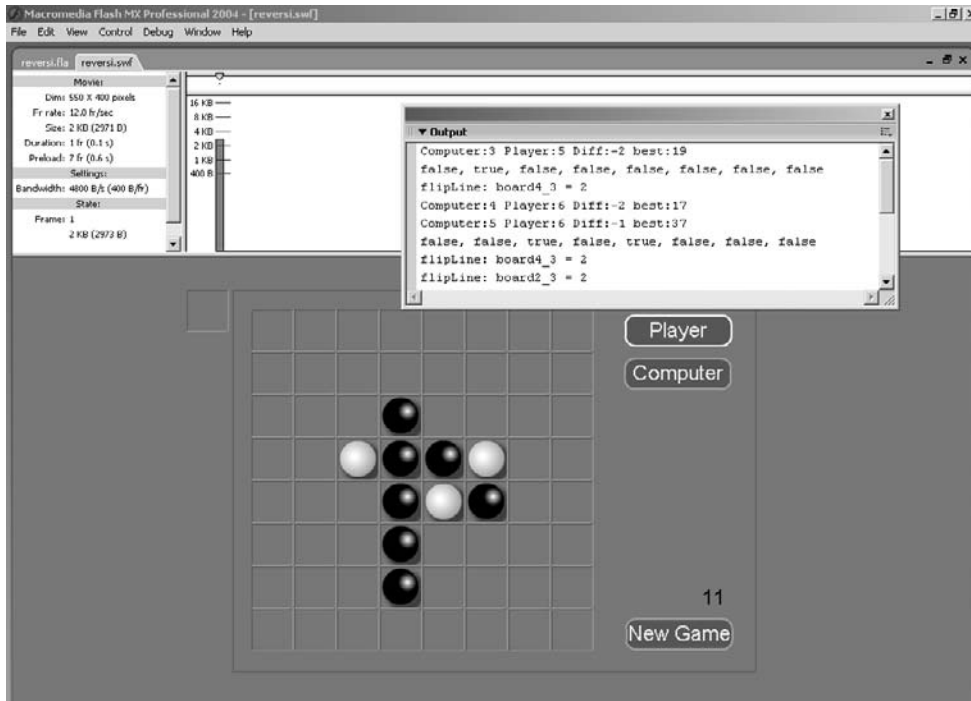 Macromedia Flash MX Professional 2004 - [reversi.swf]
File Edit View Control Debug Window Help
reversi.fla reversi.swf
Movie:
Dim: 550 X 400 pixels
Fr rate: 12.0 fr/sec
Size: 2 KB (2971 B)
Duration: 1 fr (0.1 s)
Preload: 7 fr (0.6 s)
Settings:
Bandwidth: 4800 B/s (400 B/fr)
State:
Frame: 1
2 KB (2973 B)
16 KB
8 KB
4 KB
2 KB
1 KB
400 B
Output
Computer:3 Player:5 Diff:-2 best:19
false, true, false, false, false, false, false, false
flipLine: board4_3 = 2
Computer:4 Player:6 Diff:-2 best:17
Computer:5 Player:6 Diff:-1 best:37
false, false, true, false, true, false, false, false
flipLine: board4_3 = 2
flipLine: board2_3 = 2
Player
Computer
11
New Game